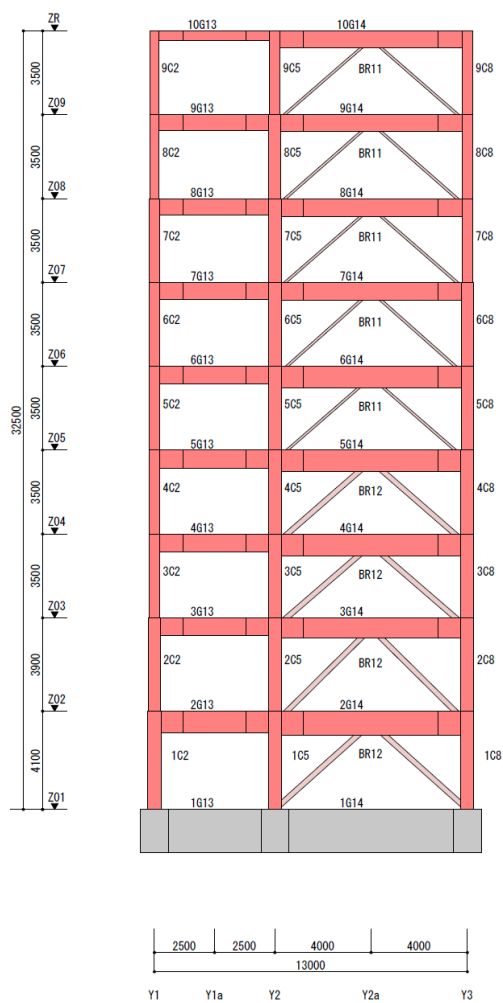 ZR
10G13 10G14
3500 9C2 9C5 BR11 9C8
Z09 9G13 9G14
3500 8C2 8C5 BR11 8C8
Z08 8G13 8G14
3500 7C2 7C5 BR11 7C8
Z07 7G13 7G14
3500 6C2 6C5 BR11 6C8
Z06 6G13 6G14
32500 3500 5C2 5C5 BR11 5C8
Z05 5G13 5G14
3500 4C2 4C5 BR12 4C8
Z04 4G13 4G14
3500 3C2 3C5 BR12 3C8
Z03 3G13 3G14
3900 2C2 2C5 BR12 2C8
Z02 2G13 2G14
4100 1C2 1C5 BR12 1C8
Z01 1G13 1G14
2500 2500 4000 4000
13000
Y1 Y1a Y2 Y2a Y3